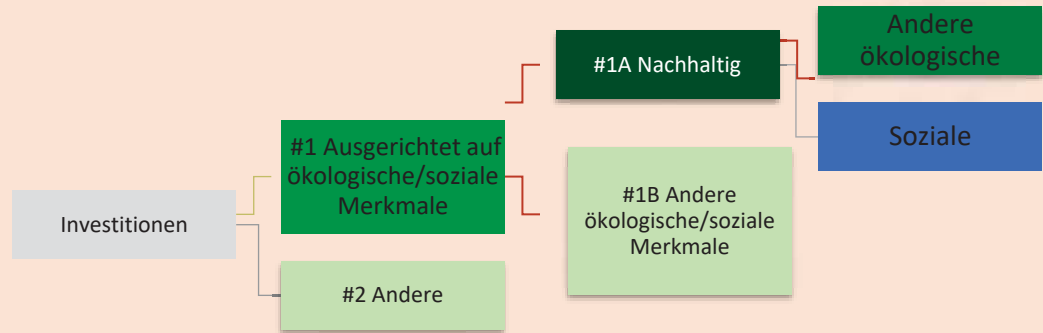 Investitionen
#1 Ausgerichtet auf
ökologische/soziale
Merkmale
#2 Andere
#1A Nachhaltig
#1B Andere
ökologische/soziale
Merkmale
Andere
ökologische
Soziale